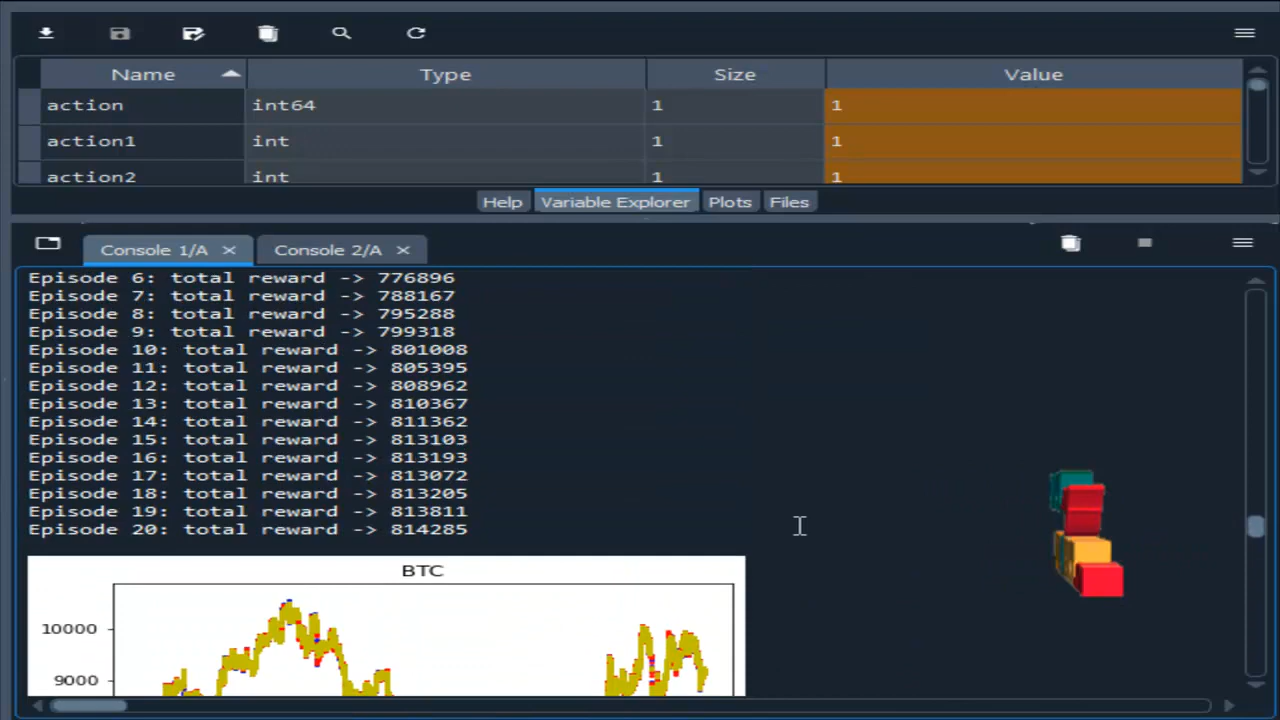 Name Type Size Value
action int64 1 1
action1 int 1 1
action2 int 1 1
Help Variable Explorer Plots Files
Console 1/A × Console 2/A ×
Episode 6: total reward -> 776896
Episode 7: total reward -> 788167
Episode 8: total reward -> 795288
Episode 9: total reward -> 799318
Episode 10: total reward -> 801008
Episode 11: total reward -> 805395
Episode 12: total reward -> 808962
Episode 13: total reward -> 810367
Episode 14: total reward -> 811362
Episode 15: total reward -> 813103
Episode 16: total reward -> 813193
Episode 17: total reward -> 813072
Episode 18: total reward -> 813205
Episode 19: total reward -> 813811
Episode 20: total reward -> 814285
BTC
10000
9000